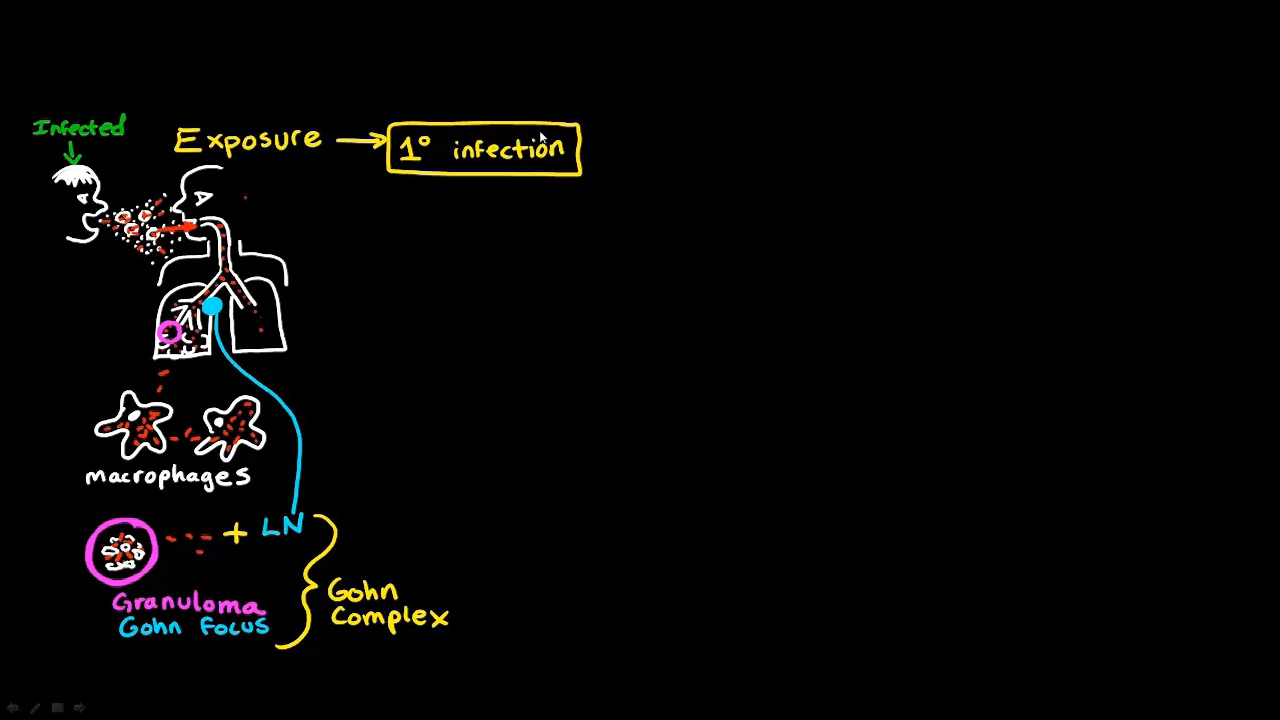 Infected
Exposure
1° infection
macrophages
+ LN
Granuloma
Gohn Focus
Gohn
Complex